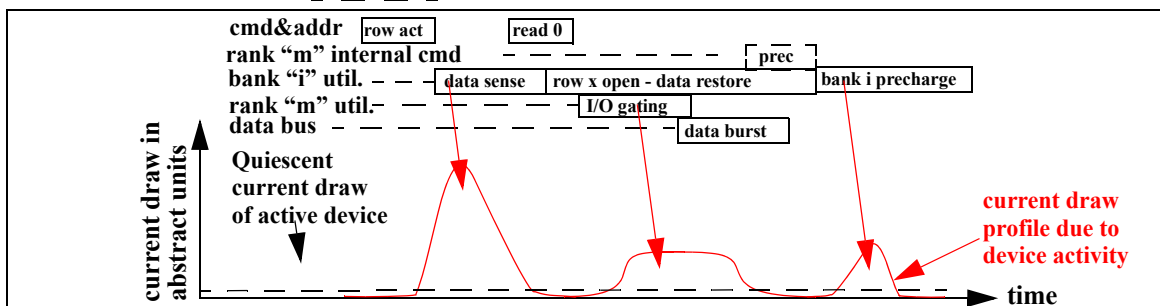 cmd&addr row act read 0
rank “m” internal cmd prec
bank “i” util. data sense row x open - data restore bank i precharge
rank “m” util. I/O gating
data bus data burst
current draw in
abstract units
Quiescent
current draw
of active device
current draw
profile due to
device activity
time